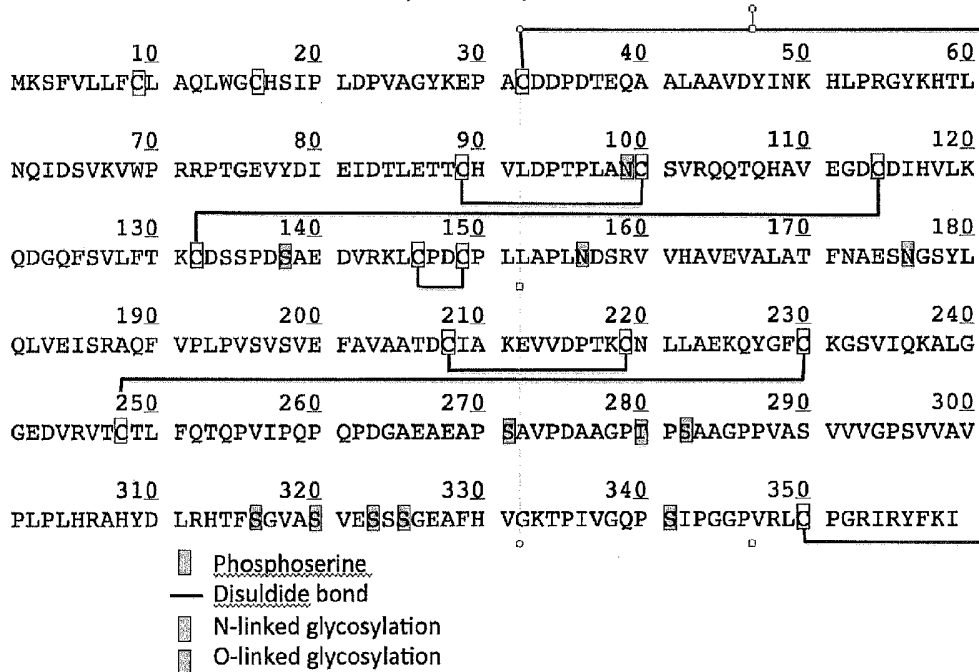 10 20 30 40 50 60
MKSFVLLFCL AQLWGCHSIP LDPVAGYKEP ACDDPDTEQA ALAAVDYINK HLPRGYKHTL
70 80 90 100 110 120
NQIDSVKVWP RRPTGEVYDI EIDTLETTCH VLDPTPLANC SVRQQTQHAV EGDCDIHVLK
130 140 150 160 170 180
QDGQFSVLFT KCDSSPDSAE DVRKLCPDCP LLAPLNDSRV VHAVEVALAT FNAESNGSYL
190 200 210 220 230 240
QLVEISRAQF VPLPVSVSVE FAVAATDCIA KEVVDPTKCN LLAEKQYGFC KGSVIQKALG
250 260 270 280 290 300
GEDVRVTCTL FQTQPVIPQP QPDGAEAEAP SAVPDAAGPT PSAAGPPVAS VVVGPSVVAV
310 320 330 340 350
PLPLHRAHYD LRHTFSGVAS VESSSGEAFH VGKTPIVGQP SIPGGPVRLC PGRIRYFKI
Phosphoserine
Disuldide bond
N-linked glycosylation
O-linked glycosylation